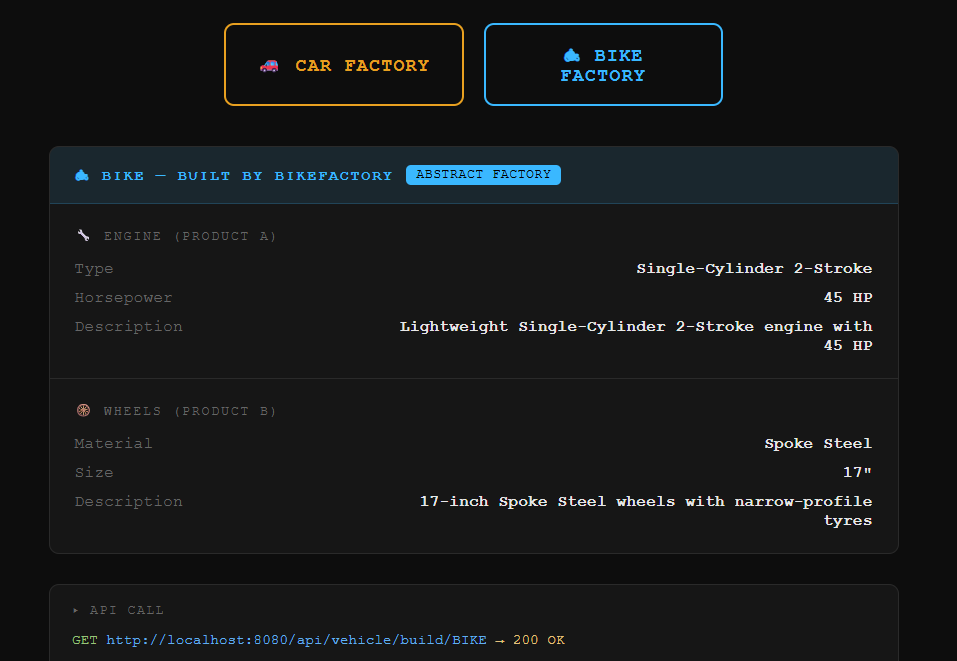 CAR FACTORY
BIKE
FACTORY
BIKE — BUILT BY BIKEFACTORY ABSTRACT FACTORY
ENGINE (PRODUCT A)
Type Single-Cylinder 2-Stroke
Horsepower 45 HP
Description Lightweight Single-Cylinder 2-Stroke engine with
45 HP
WHEELS (PRODUCT B)
Material Spoke Steel
Size 17"
Description 17-inch Spoke Steel wheels with narrow-profile
tyres
▸ API CALL
GET http://localhost:8080/api/vehicle/build/BIKE → 200 OK